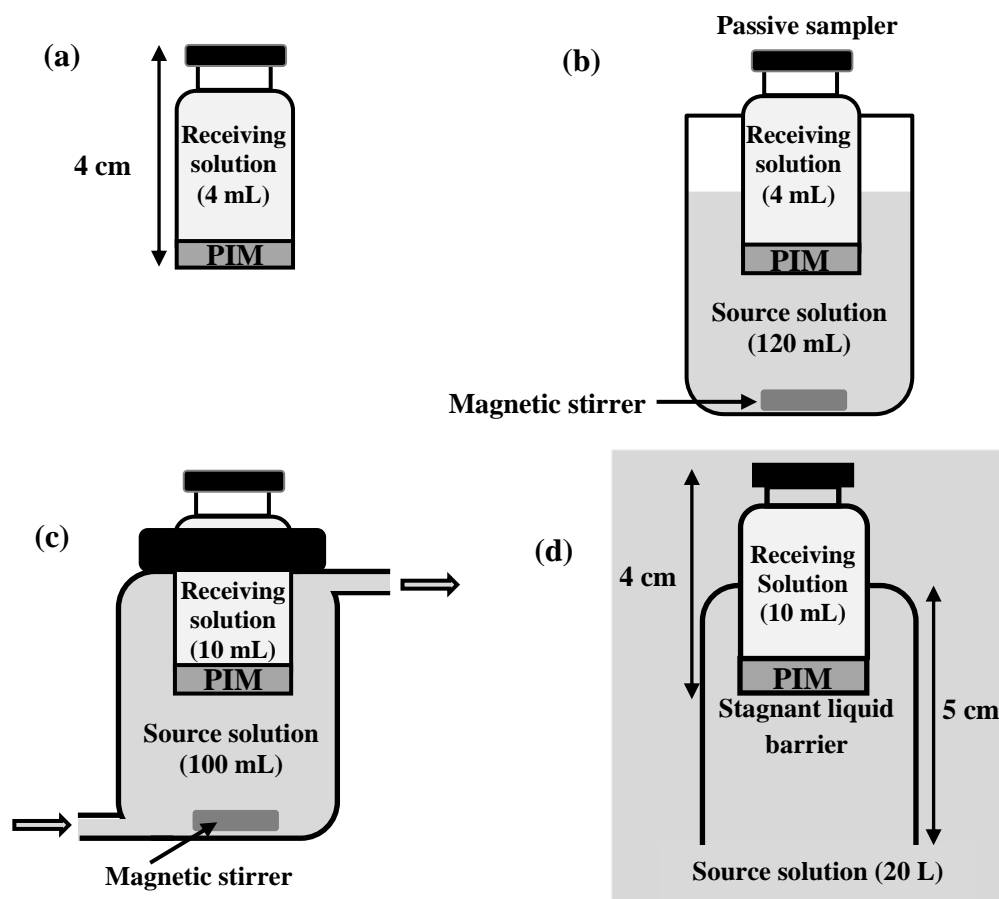 (a)
4 cm
Receiving
solution
(4 mL)
PIM
Passive sampler
(b)
Receiving
solution
(4 mL)
PIM
Source solution
(120 mL)
Magnetic stirrer
(c)
Receiving
solution
(10 mL)
PIM
Source solution
(100 mL)
Magnetic stirrer
(d)
4 cm
Receiving
Solution
(10 mL)
PIM
Stagnant liquid
barrier
5 cm
Source solution (20 L)